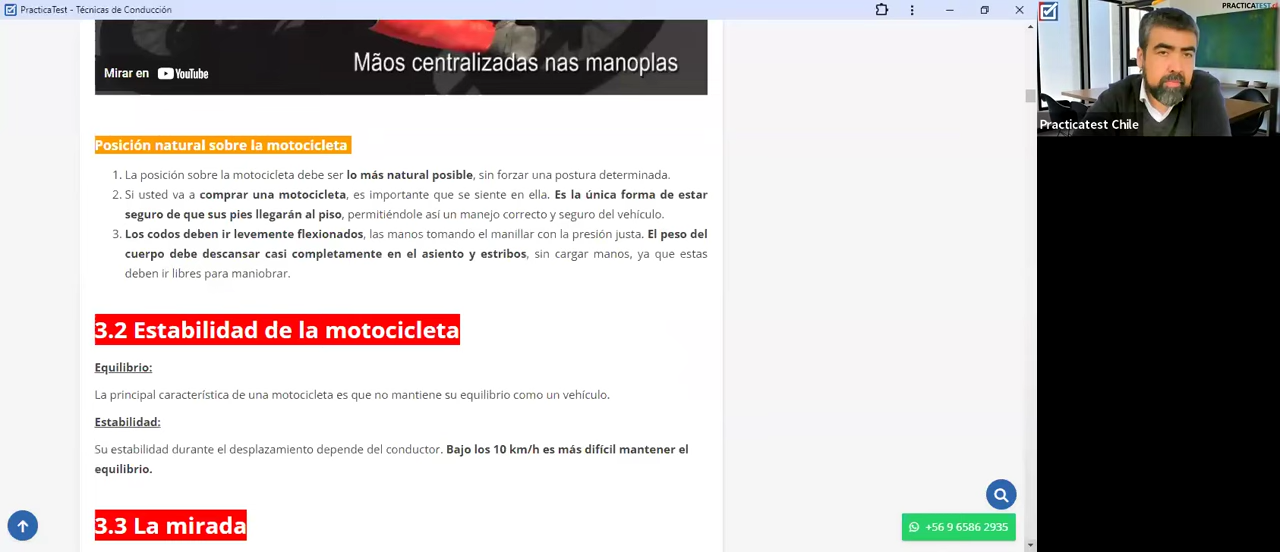 PracticaTest - Técnicas de Conducción
PRACTICATEST
Mãos centralizadas nas manoplas
Mirar en YouTube
Practicatest Chile
Posición natural sobre la motocicleta
1. La posición sobre la motocicleta debe ser lo más natural posible, sin forzar una postura determinada.
2. Si usted va a comprar una motocicleta, es importante que se siente en ella. Es la única forma de estar
seguro de que sus pies llegarán al piso, permitiéndole así un manejo correcto y seguro del vehículo.
3. Los codos deben ir levemente flexionados, las manos tomando el manillar con la presión justa. El peso del
cuerpo debe descansar casi completamente en el asiento y estribos, sin cargar manos, ya que estas
deben ir libres para maniobrar.
3.2 Estabilidad de la motocicleta
Equilibrio:
La principal característica de una motocicleta es que no mantiene su equilibrio como un vehículo.
Estabilidad:
Su estabilidad durante el desplazamiento depende del conductor. Bajo los 10 km/h es más difícil mantener el
equilibrio.
3.3 La mirada
+56 9 6586 2935